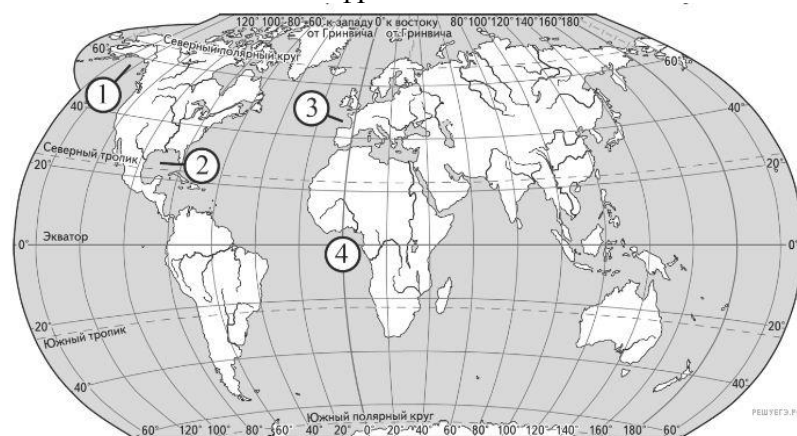 120° 100° -80° -60° к западу 0° к востоку 80° 100° 120° 140° 160° 180°
от Гринвича от Гринвича
Северный полярный круг
60° 60°
1
40° 3 40°
Северный тропик
2
20° 20°
Экватор
0° 4 0°
20° 20°
Южный тропик
40° 40°
Южный полярный круг
РЕШУЕГЭ.РФ
60° 120° 100° 80° 60° 40° 20° 0° 20° 40° 60° 80° 100° 120° 140° 160° 60°